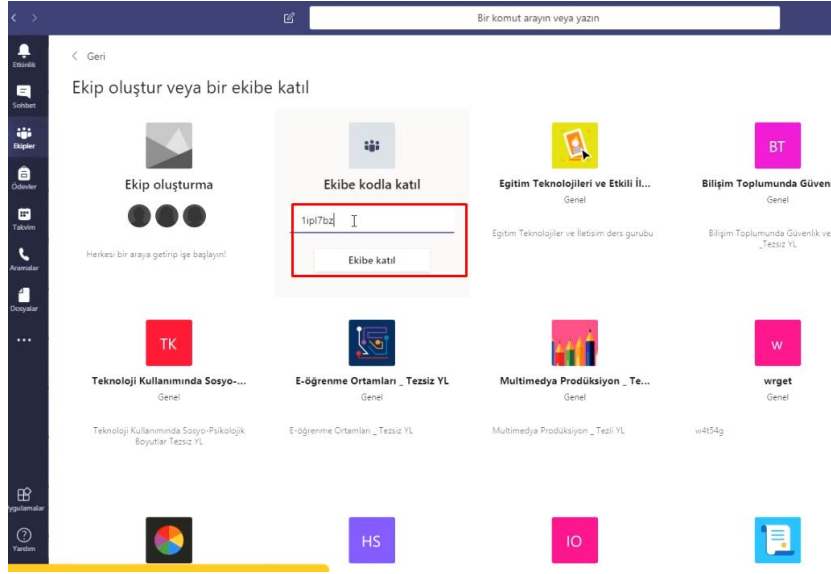 Bir komut arayın veya yazın
Etkinlik
Sohbet
Ekipler
Ödevler
Takvim
Aramalar
Dosyalar
ygulamalar
Yardım
Geri
Ekip oluştur veya bir ekibe katıl
Ekip oluşturma
Herkesi bir araya getirip işe başlayın!
Ekibe kodla katıl
1ipl7bz
Ekibe katıl
Egitim Teknolojileri ve Etkili İl...
Genel
Egitim Teknolojiler ve İletisim ders gurubu
BT
Bilişim Toplumunda Güven
Genel
Bilişim Toplumunda Güvenlik ve
_Tezsiz YL
TK
Teknoloji Kullanımında Sosyo-...
Genel
Teknoloji Kullanımında Sosyo-Psikolojik
Boyutlar Tezsiz YL
E-öğrenme Ortamları _ Tezsiz YL
Genel
E-öğrenme Ortamları _ Tezsiz YL
Multimedya Prodüksiyon _ Te...
Genel
Multimedya Prodüksiyon _ Tezli YL
w
wrget
Genel
w4t54g
HS
IO